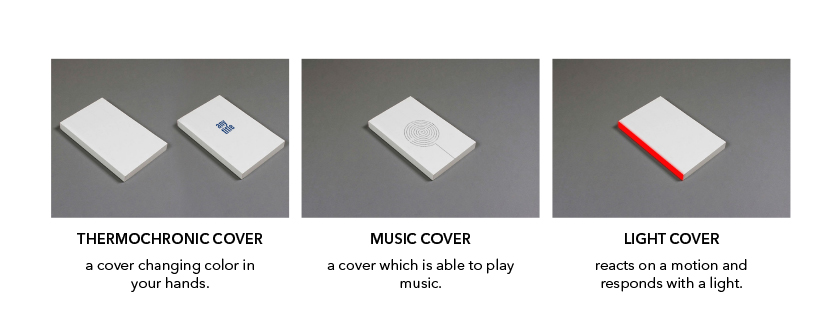 THERMOCHRONIC COVER
a cover changing color in
your hands.
MUSIC COVER
a cover which is able to play
music.
LIGHT COVER
reacts on a motion and
responds with a light.